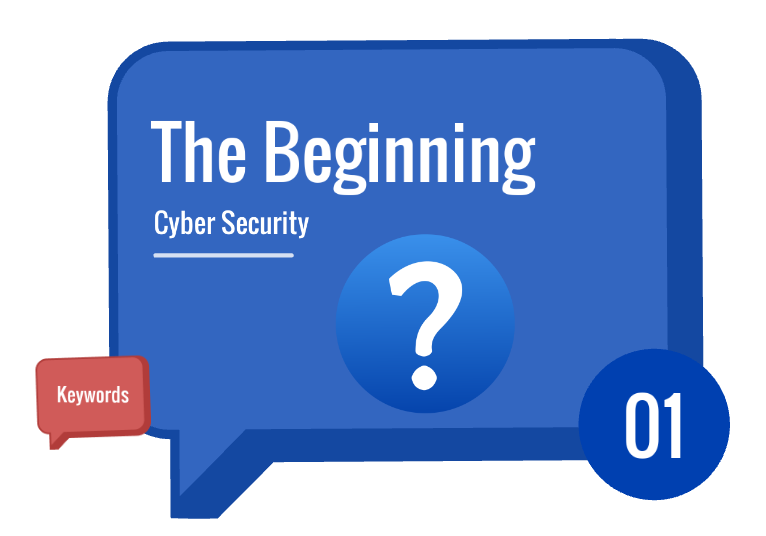 The Beginning
Cyber Security
?
Keywords
01